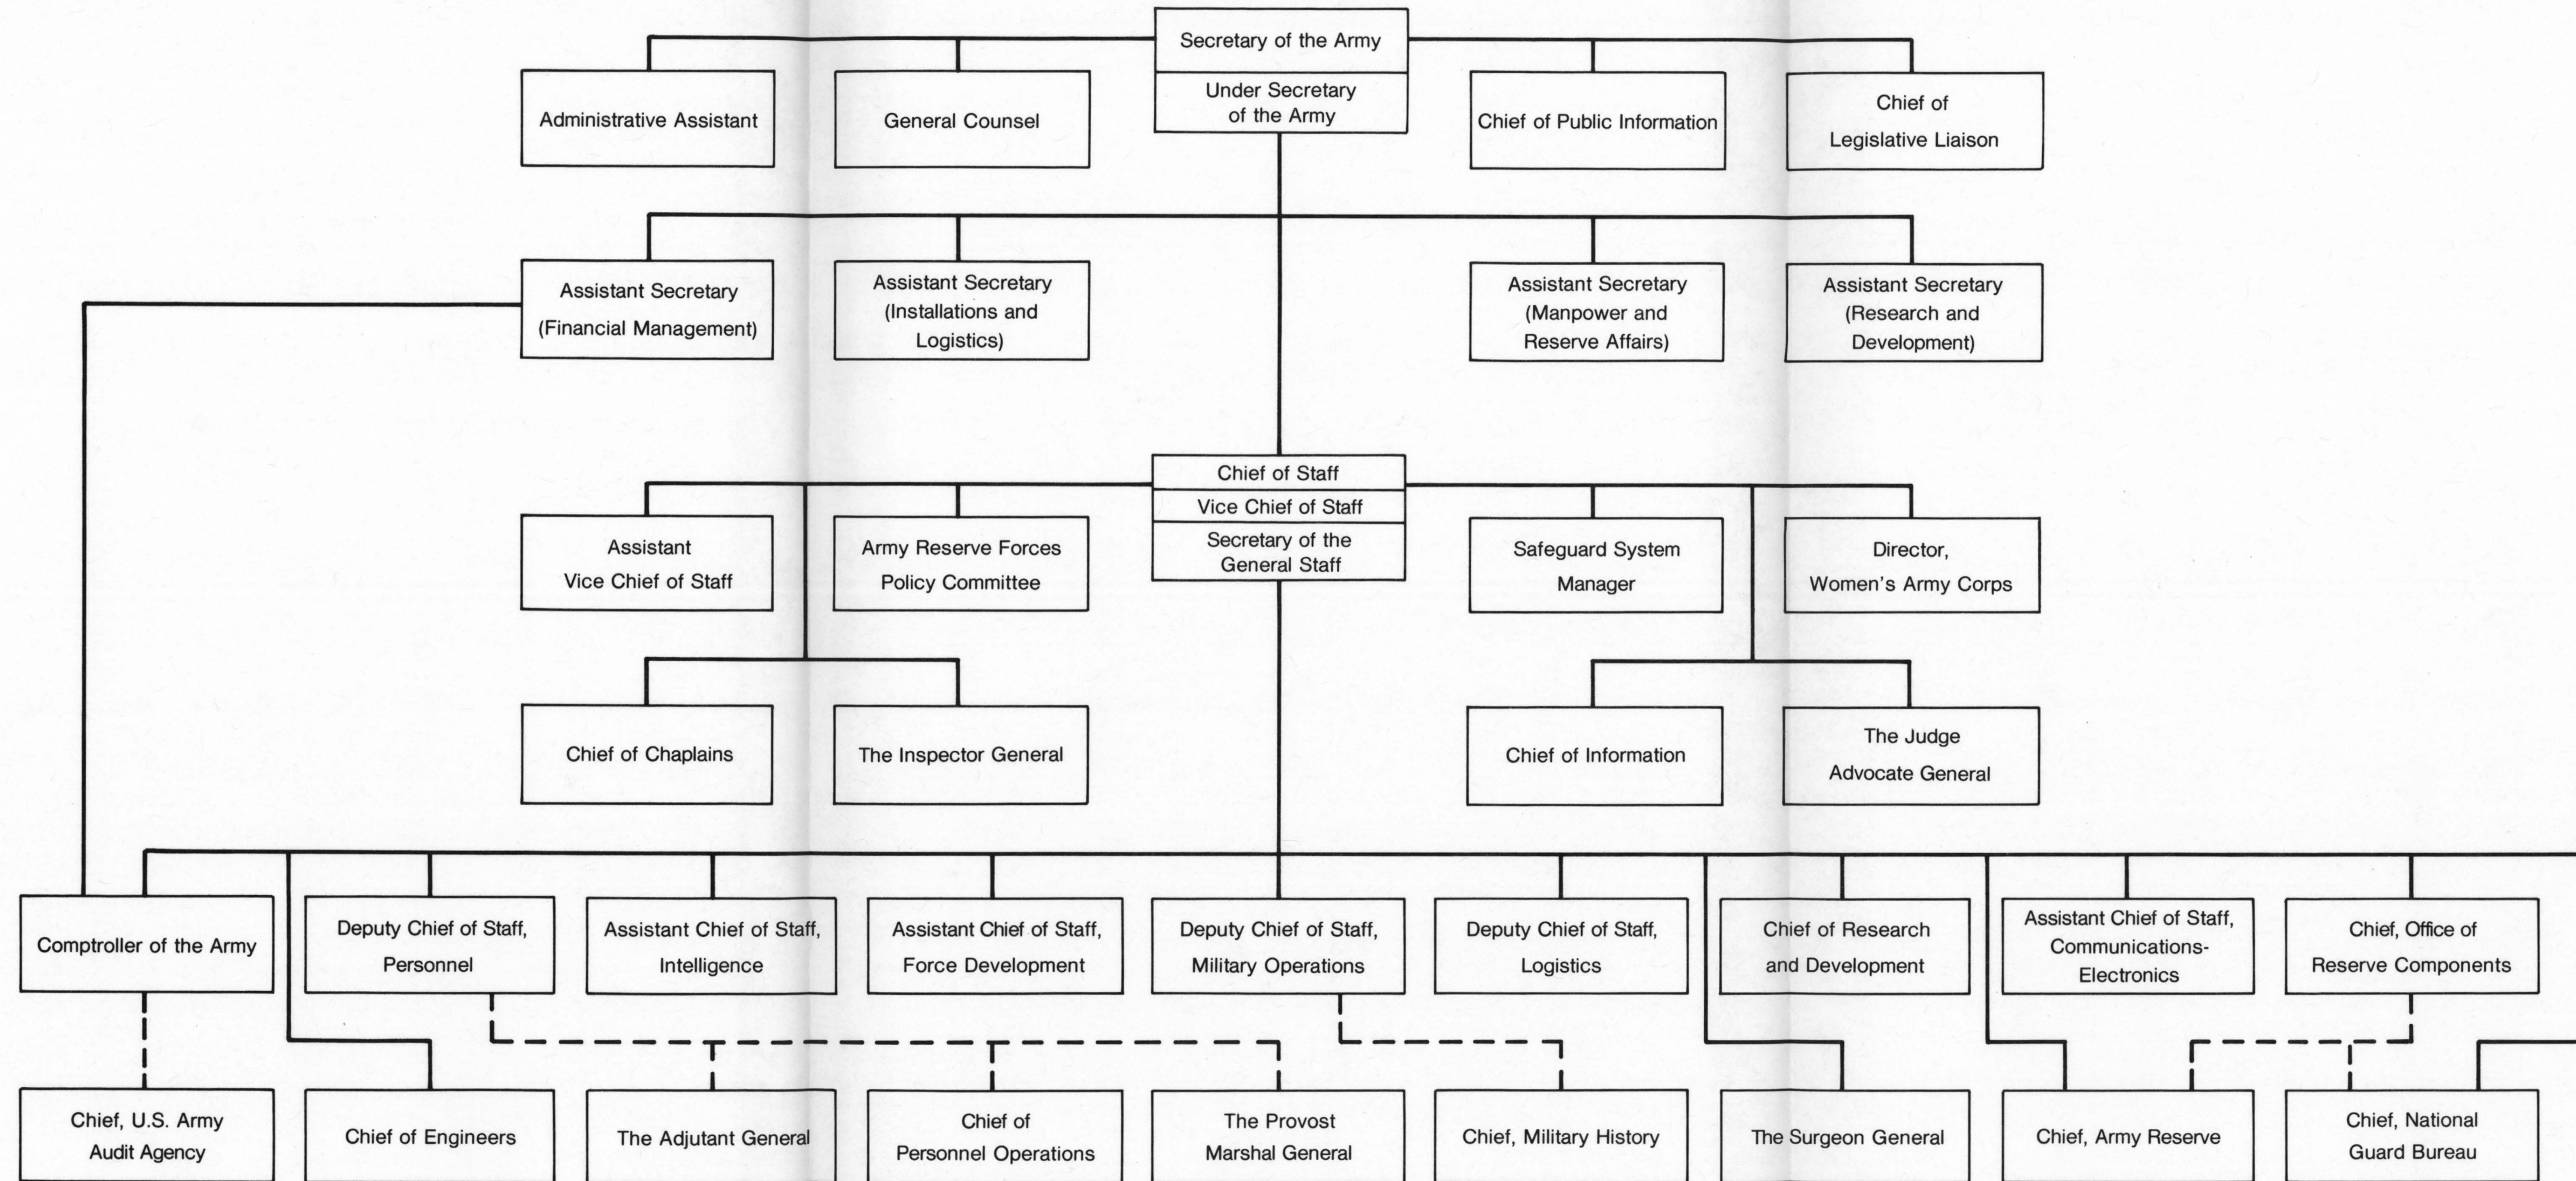 Secretary of the Army
Under Secretary
of the Army
Administrative Assistant
General Counsel
Chief of Public Information
Chief of
Legislative Liaison
Assistant Secretary
(Financial Management)
Assistant Secretary
(Installations and
Logistics)
Assistant Secretary
(Manpower and
Reserve Affairs)
Assistant Secretary
(Research and
Development)
Chief of Staff
Vice Chief of Staff
Secretary of the
General Staff
Assistant
Vice Chief of Staff
Army Reserve Forces
Policy Committee
Safeguard System
Manager
Director,
Women's Army Corps
Chief of Chaplains
The Inspector General
Chief of Information
The Judge
Advocate General
Comptroller of the Army
Deputy Chief of Staff,
Personnel
Assistant Chief of Staff,
Intelligence
Assistant Chief of Staff,
Force Development
Deputy Chief of Staff,
Military Operations
Deputy Chief of Staff,
Logistics
Chief of Research
and Development
Assistant Chief of Staff,
Communications-
Electronics
Chief, Office of
Reserve Components
Chief, U.S. Army
Audit Agency
Chief of Engineers
The Adjutant General
Chief of
Personnel Operations
The Provost
Marshal General
Chief, Military History
The Surgeon General
Chief, Army Reserve
Chief, National
Guard Bureau